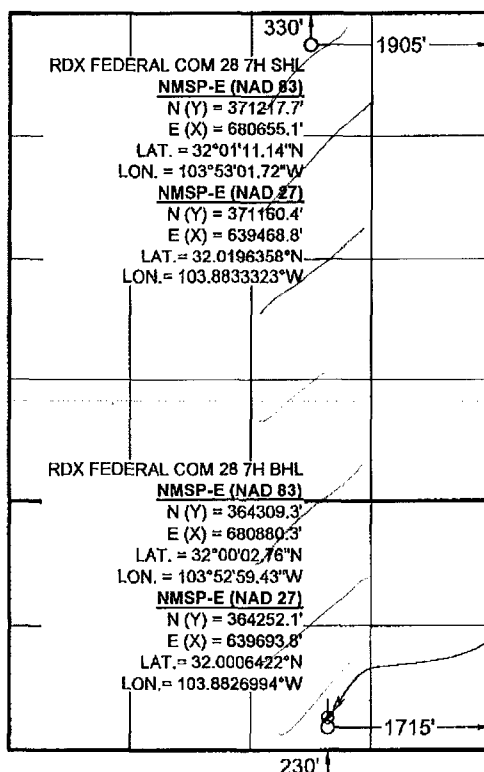 330'
1905'
RDX FEDERAL COM 28 7H SHL
NMSP-E (NAD 83)
N (Y) = 371217.7'
E (X) = 680655.1'
LAT. = 32°01'11.14"N
LON. = 103°53'01.72"W
NMSP-E (NAD 27)
N (Y) = 371160.4'
E (X) = 639468.8'
LAT.= 32.0196358°N
LON.= 103.8833323°W
RDX FEDERAL COM 28 7H BHL
NMSP-E (NAD 83)
N (Y) = 364309.3'
E (X) = 680880.3'
LAT. = 32°00'02.76"N
LON. = 103°52'59.43"W
NMSP-E (NAD 27)
N (Y) = 364252.1'
E (X) = 639693.8'
LAT.= 32.0006422°N
LON.= 103.8826994°W
1715'
230'